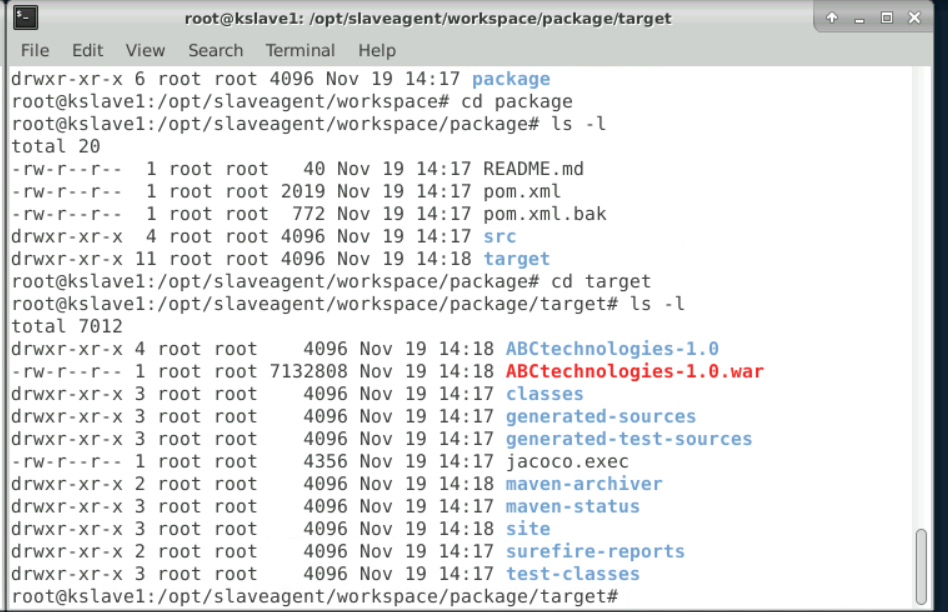 root@kslave1: /opt/slaveagent/workspace/package/target
File Edit View Search Terminal Help
drwxr-xr-x 6 root root 4096 Nov 19 14:17 package
root@kslave1:/opt/slaveagent/workspace# cd package
root@kslave1:/opt/slaveagent/workspace/package# ls -l
total 20
-rw-r--r--  1 root root   40 Nov 19 14:17 README.md
-rw-r--r--  1 root root 2019 Nov 19 14:17 pom.xml
-rw-r--r--  1 root root  772 Nov 19 14:17 pom.xml.bak
drwxr-xr-x  4 root root 4096 Nov 19 14:17 src
drwxr-xr-x 11 root root 4096 Nov 19 14:18 target
root@kslave1:/opt/slaveagent/workspace/package# cd target
root@kslave1:/opt/slaveagent/workspace/package/target# ls -l
total 7012
drwxr-xr-x 4 root root    4096 Nov 19 14:18 ABCtechnologies-1.0
-rw-r--r-- 1 root root 7132808 Nov 19 14:18 ABCtechnologies-1.0.war
drwxr-xr-x 3 root root    4096 Nov 19 14:17 classes
drwxr-xr-x 3 root root    4096 Nov 19 14:17 generated-sources
drwxr-xr-x 3 root root    4096 Nov 19 14:17 generated-test-sources
-rw-r--r-- 1 root root    4356 Nov 19 14:17 jacoco.exec
drwxr-xr-x 2 root root    4096 Nov 19 14:18 maven-archiver
drwxr-xr-x 3 root root    4096 Nov 19 14:17 maven-status
drwxr-xr-x 3 root root    4096 Nov 19 14:18 site
drwxr-xr-x 2 root root    4096 Nov 19 14:17 surefire-reports
drwxr-xr-x 3 root root    4096 Nov 19 14:17 test-classes
root@kslave1:/opt/slaveagent/workspace/package/target#